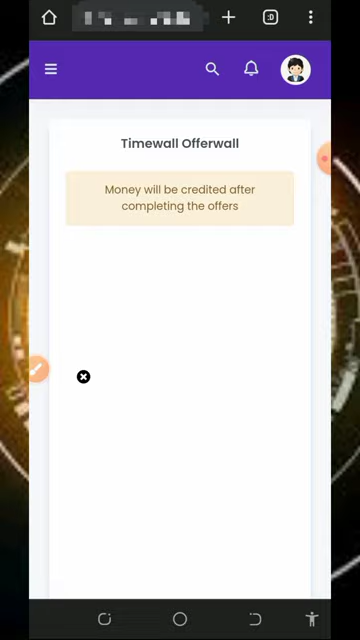 :D
Timewall Offerwall
Money will be credited after
completing the offers